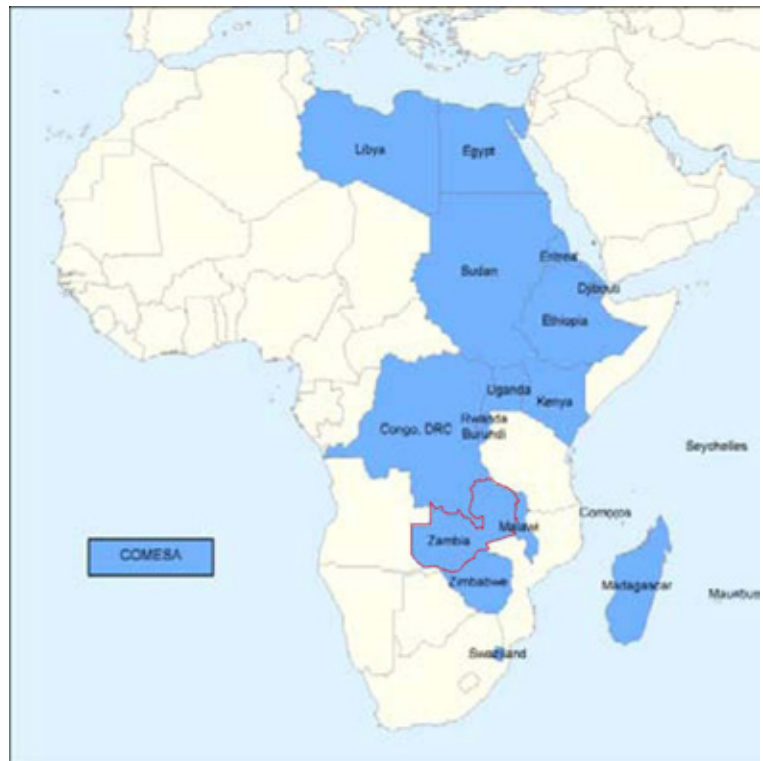 Libya
Egypt
Eritrea
Sudan
Djibouti
Ethiopia
Uganda
Kenya
Rwanda
Congo, DRC
Burundi
Seychelles
Comoros
Malawi
Zambia
COMESA
Zimbabwe
Madagascar
Mauritius
Swaziland